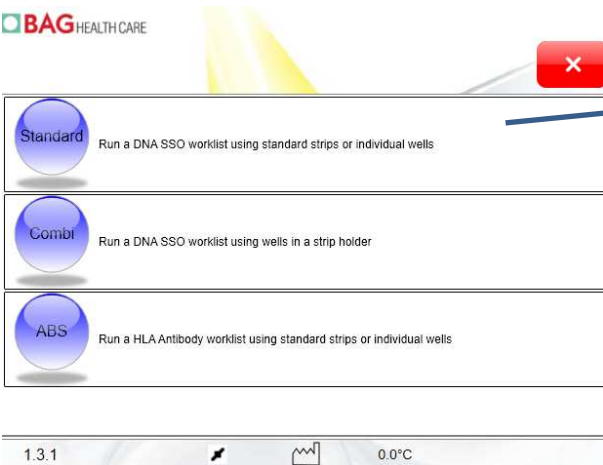 BAG HEALTH CARE
Standard
Run a DNA SSO worklist using standard strips or individual wells
Combi
Run a DNA SSO worklist using wells in a strip holder
ABS
Run a HLA Antibody worklist using standard strips or individual wells
1.3.1 0.0°C